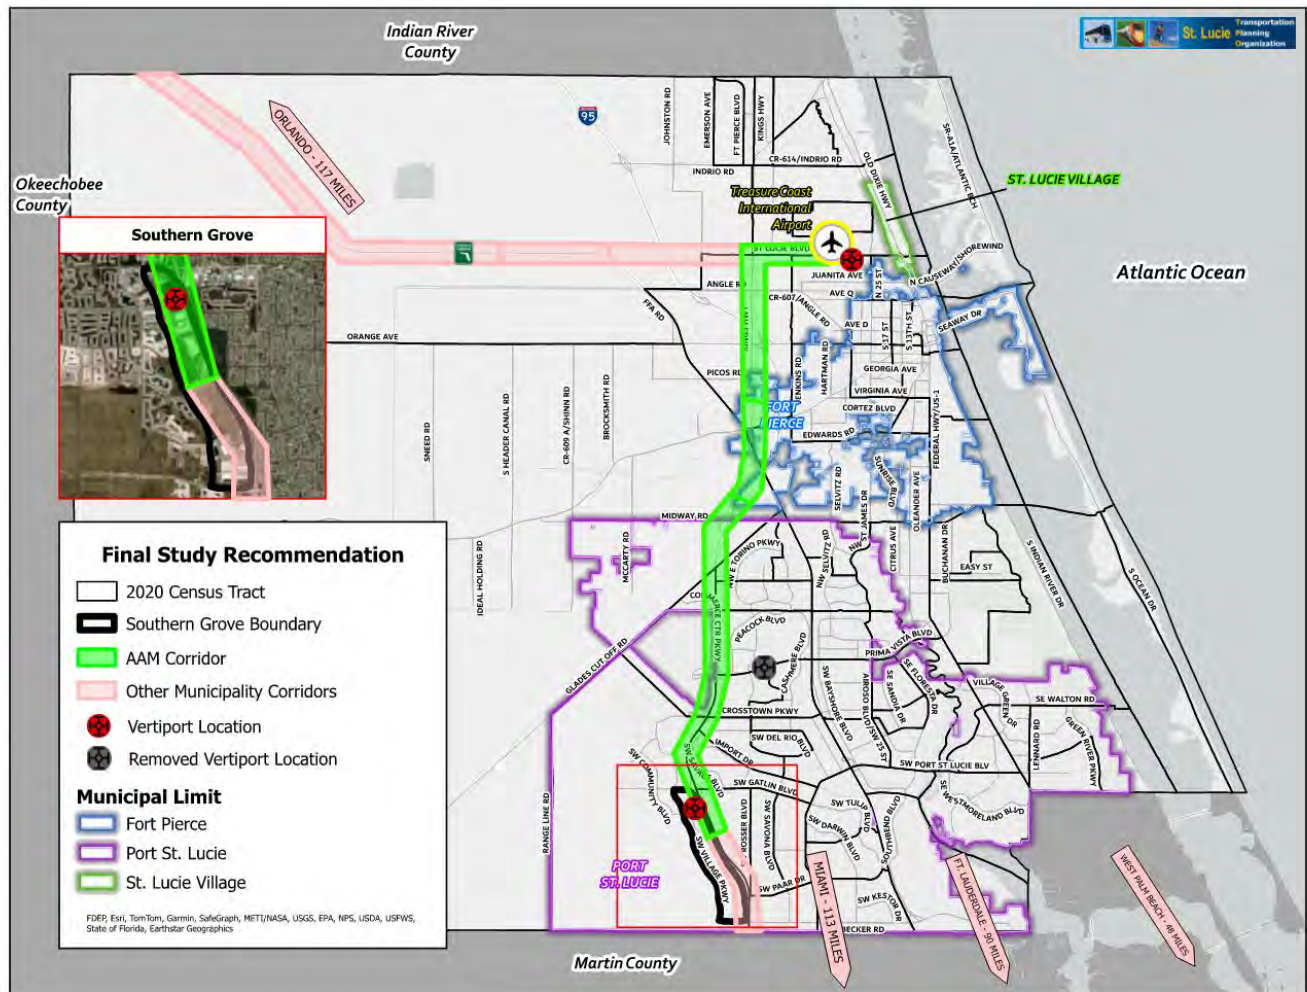 Indian River
County
St. Lucie
Transportation
Planning
Organization
95
ORLANDO - 117 MILES
JOHNSTON RD
EMERSON AVE
FT PIERCE BLVD
KINGS HWY
CR-614/INDRIO RD
INDRIO RD
OLD DIXIE HWY
SR-A1A/ATLANTIC BCH
ST. LUCIE VILLAGE
Okeechobee
County
Treasure Coast
International
Airport
Southern Grove
ST LUCIE BLVD
N CAUSEWAY/SHOREWIND
Atlantic Ocean
JUANITA AVE
ANGLE RD
AVE Q
N 25 ST
CR-607/ANGLE RD
FFA RD
AVE D
S 17 ST
S 13TH ST
SEAWAY DR
ORANGE AVE
PICOS RD
JENKINS RD
HARTMAN RD
GEORGIA AVE
VIRGINIA AVE
CORTEZ BLVD
FORT
PIERCE
EDWARDS RD
FEDERAL HWY/US-1
SNEED RD
S HEADER CANAL RD
CR-609 A/SHINN RD
BROCKSMITH RD
SELVITZ RD
SUNRISE BLVD
OLEANDER AVE
MIDWAY RD
ST JAMES DR
NW
CITRUS AVE
BUCHANAN DR
EASY ST
S INDIAN RIVER DR
S OCEAN DR
IDEAL HOLDING RD
MCCARTY RD
NW E TORINO PKWY
NW SELVITZ RD
PEACOCK BLVD
CASHMERE BLVD
PRIMA VISTA BLVD
GLADES CUT OFF RD
SW BAYSHORE BLVD
AIROSO BLVD/SW 25 ST
SE SANDIA DR
SE FLORESTA DR
VILLAGE GREEN DR
SE WALTON RD
LENNARD RD
GREEN RIVER PKWY
CROSSTOWN PKWY
SW DEL RIO BLVD
IMPORT DR
SW PORT ST LUCIE BLV
SW COMMUNITY BLVD
SW GATLIN BLVD
SE WESTMORELAND BLVD
RANGE LINE RD
ROSSER BLVD
SW SAVONA BLVD
SW TULIP BLVD
SW DARWIN BLVD
SOUTHBEND BLVD
SW VILLAGE PKWY
PORT
ST. LUCIE
SW PAAR DR
SW KESTOR DR
BECKER RD
MIAMI - 113 MILES
FT. LAUDERDALE - 90 MILES
WEST PALM BEACH - 48 MILES
Martin County
Final Study Recommendation
2020 Census Tract
Southern Grove Boundary
AAM Corridor
Other Municipality Corridors
Vertiport Location
Removed Vertiport Location
Municipal Limit
Fort Pierce
Port St. Lucie
St. Lucie Village
FDEP, Esri, TomTom, Garmin, SafeGraph, METI/NASA, USGS, EPA, NPS, USDA, USFWS,
State of Florida, Earthstar Geographics